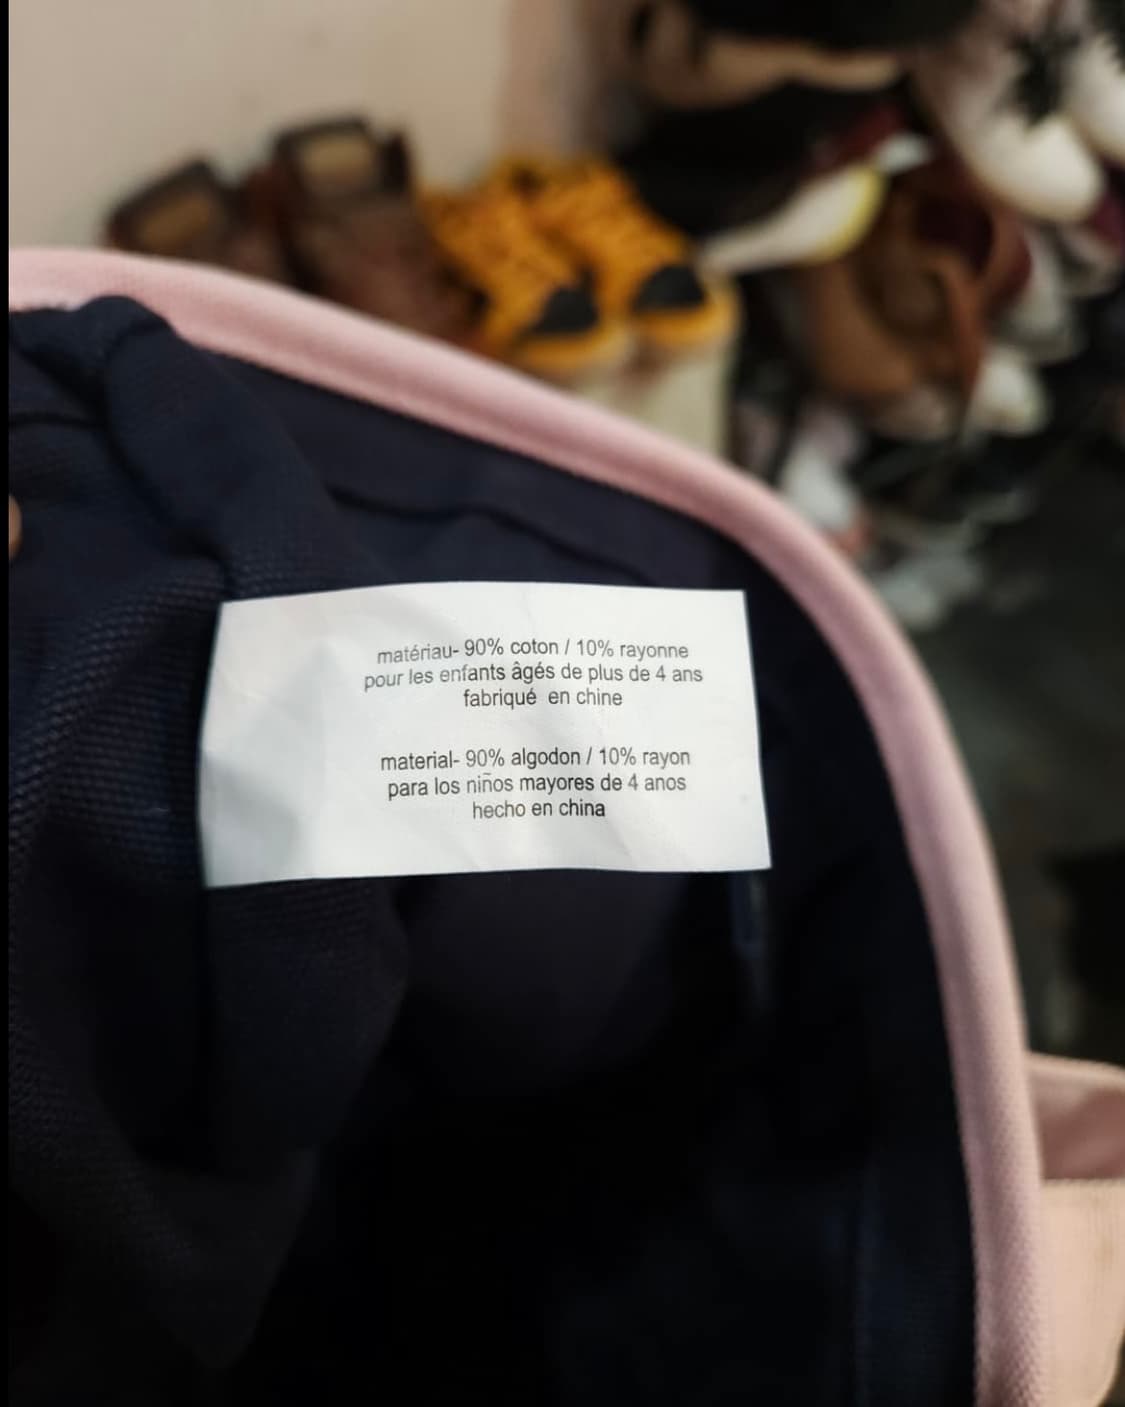 matériau- 90% coton / 10% rayonne
pour les enfants âgés de plus de 4 ans
fabriqué en chine
material- 90% algodon / 10% rayon
para los niños mayores de 4 anos
hecho en china